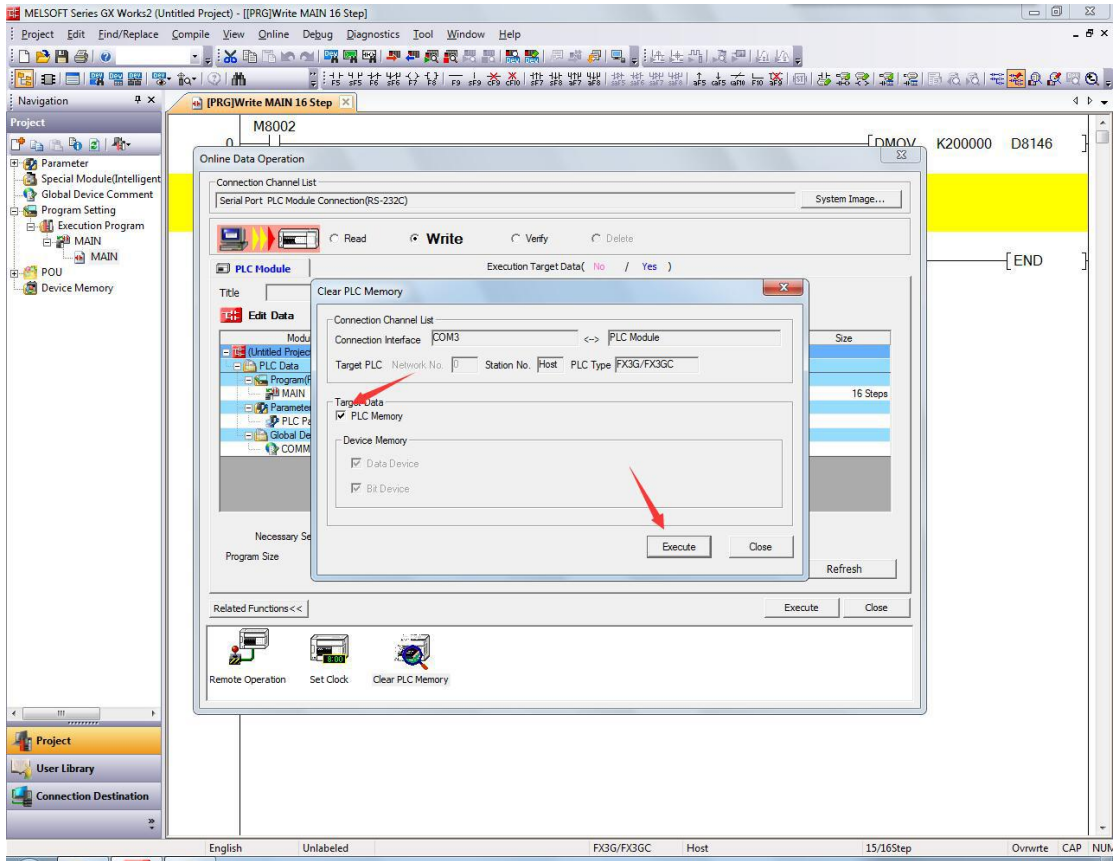 MELSOFT Series GX Works2 (Untitled Project) - [[PRG]Write MAIN 16 Step]
Project Edit Find/Replace Compile View Online Debug Diagnostics Tool Window Help
Navigation
[PRG]Write MAIN 16 Step
Project
Parameter
Special Module(Intelligent
Global Device Comment
Program Setting
Execution Program
MAIN
MAIN
POU
Device Memory
M8002
0
DMOV K200000 D8146
END
Online Data Operation
Connection Channel List
Serial Port PLC Module Connection(RS-232C)
System Image...
Read Write Verify Delete
PLC Module
Execution Target Data( No / Yes )
Title
Edit Data
Modu
Size
(Untitled Projec
PLC Data
Program(F
MAIN
16 Steps
Parameter
PLC Pa
Global De
COMM
Necessary Se
Program Size
Refresh
Related Functions<<
Execute
Close
Remote Operation
Set Clock
Clear PLC Memory
Clear PLC Memory
Connection Channel List
Connection Interface COM3 <--> PLC Module
Target PLC Network No. 0 Station No. Host PLC Type FX3G/FX3GC
Target Data
PLC Memory
Device Memory
Data Device
Bit Device
Execute
Close
Project
User Library
Connection Destination
English
Unlabeled
FX3G/FX3GC
Host
15/16Step
Ovrwrte
CAP
NUM